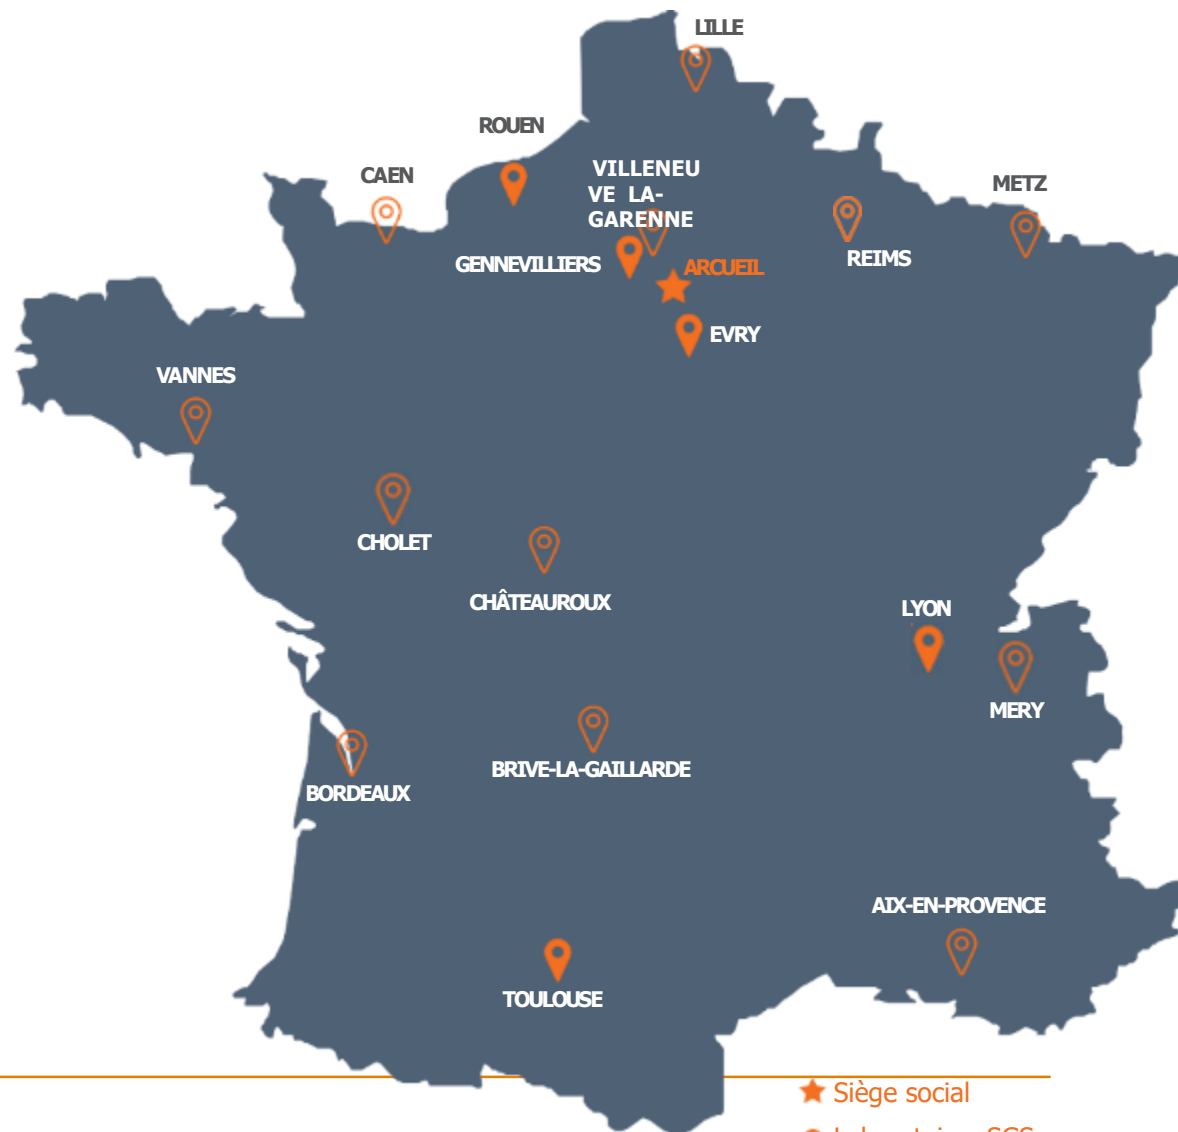 LILLE
ROUEN
VILLENEU
VE LA-
GARENNE
CAEN
METZ
GENNEVILLIERS
ARCUEIL
REIMS
EVRY
VANNES
CHOLET
CHÂTEAUROUX
LYON
MERY
BRIVE-LA-GAILLARDE
BORDEAUX
AIX-EN-PROVENCE
TOULOUSE
Siège social